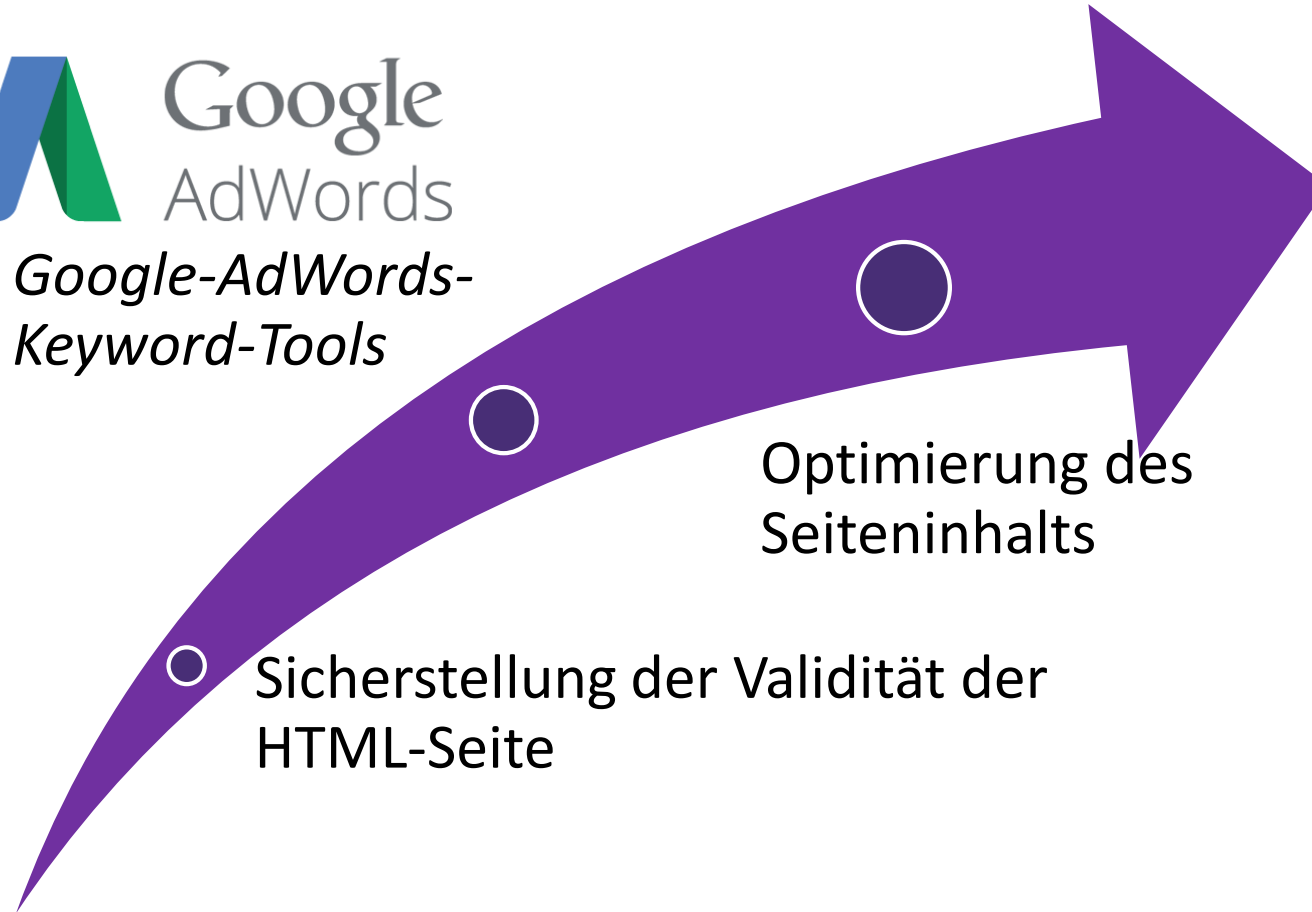 Google
AdWords
Google-AdWords-
Keyword-Tools
Optimierung des
Seiteninhalts
Sicherstellung der Validität der
HTML-Seite